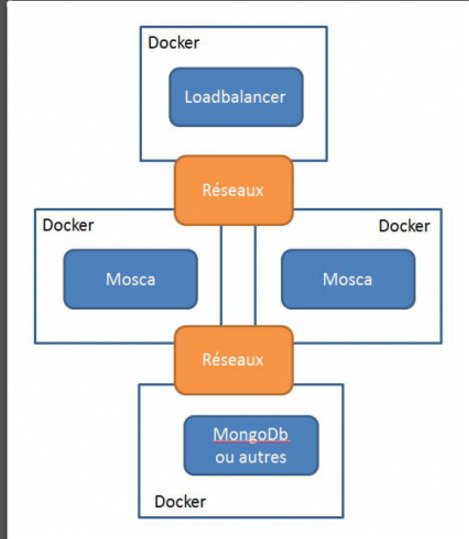 Docker
Loadbalancer
Réseaux
Docker
Docker
Mosca
Mosca
Réseaux
MongoDb
ou autres
Docker